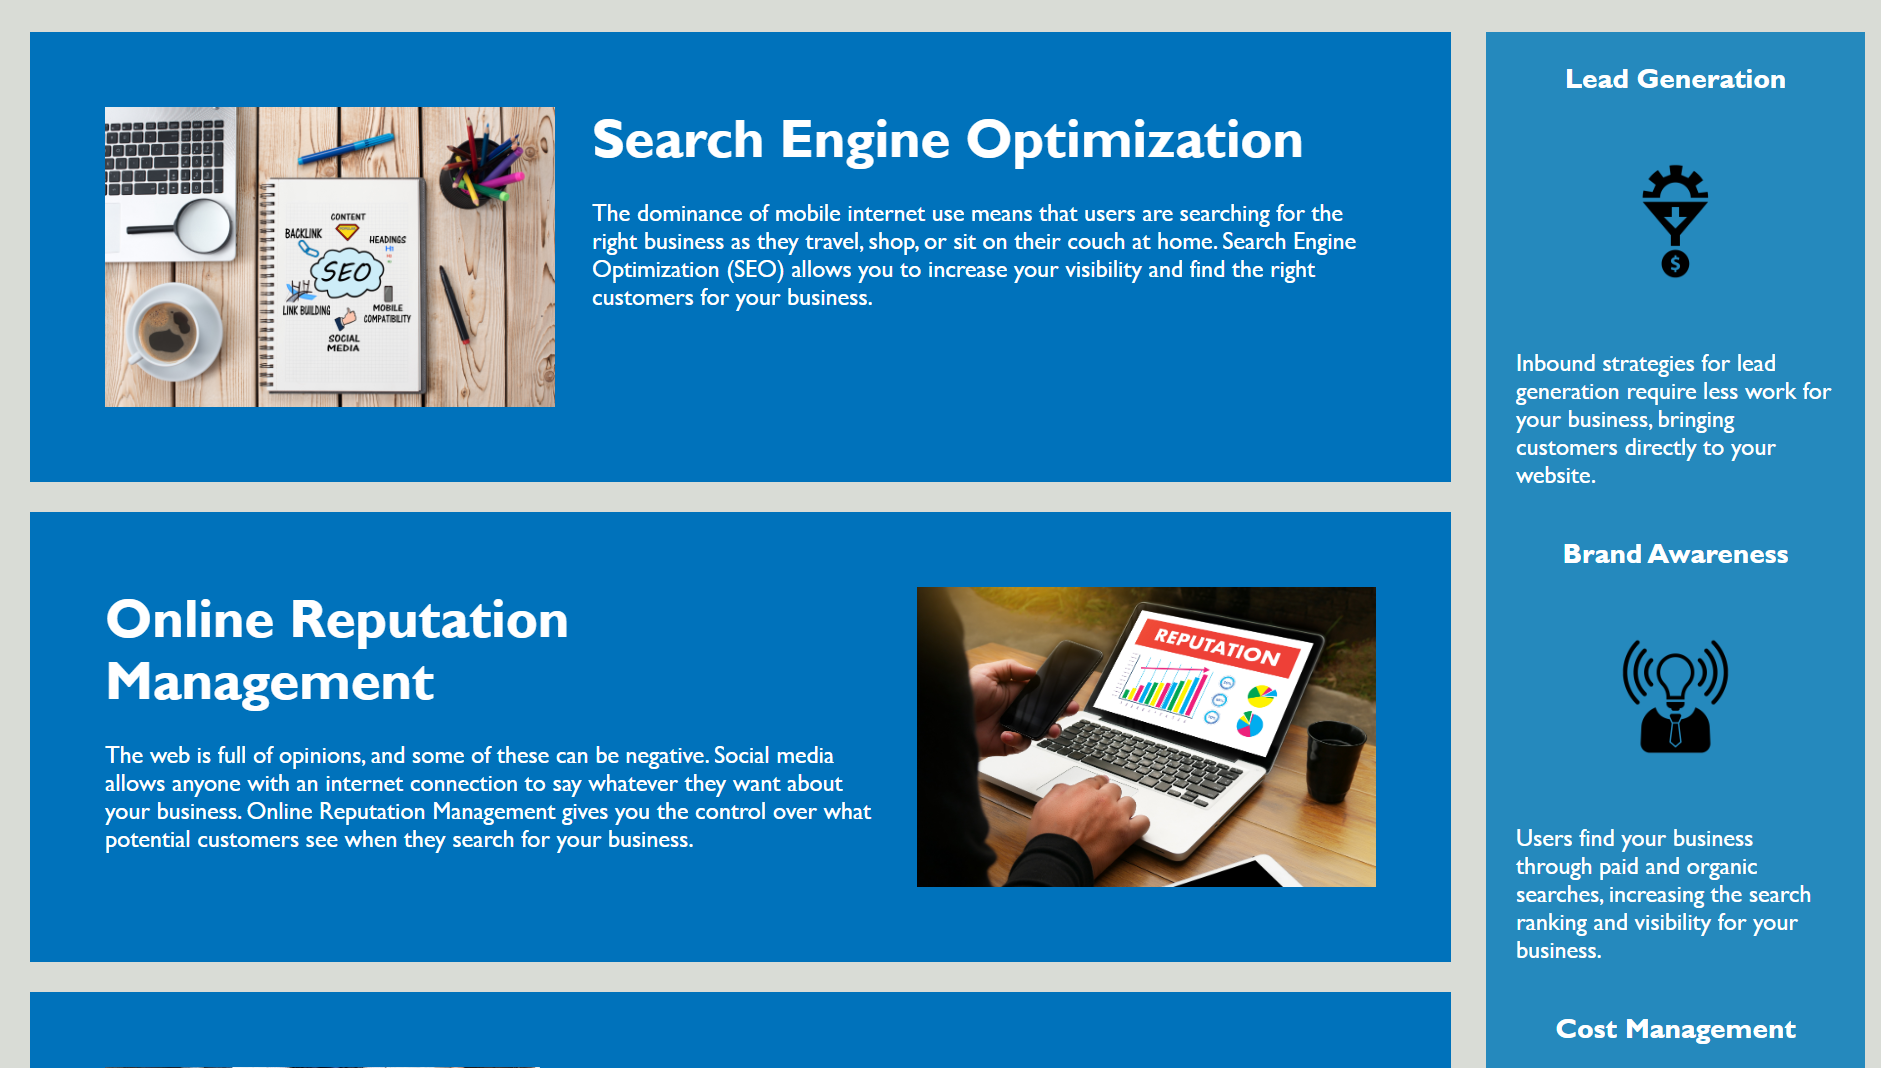 Search Engine Optimization
The dominance of mobile internet use means that users are searching for the
right business as they travel, shop, or sit on their couch at home. Search Engine
Optimization (SEO) allows you to increase your visibility and find the right
customers for your business.
CONTENT
BACKLINK
HEADINGS
H1
SEO
LINK BUILDING
MOBILE
COMPATIBILITY
SOCIAL
MEDIA
Online Reputation
Management
The web is full of opinions, and some of these can be negative. Social media
allows anyone with an internet connection to say whatever they want about
your business. Online Reputation Management gives you the control over what
potential customers see when they search for your business.
REPUTATION
Lead Generation
$
Inbound strategies for lead
generation require less work for
your business, bringing
customers directly to your
website.
Brand Awareness
Users find your business
through paid and organic
searches, increasing the search
ranking and visibility for your
business.
Cost Management